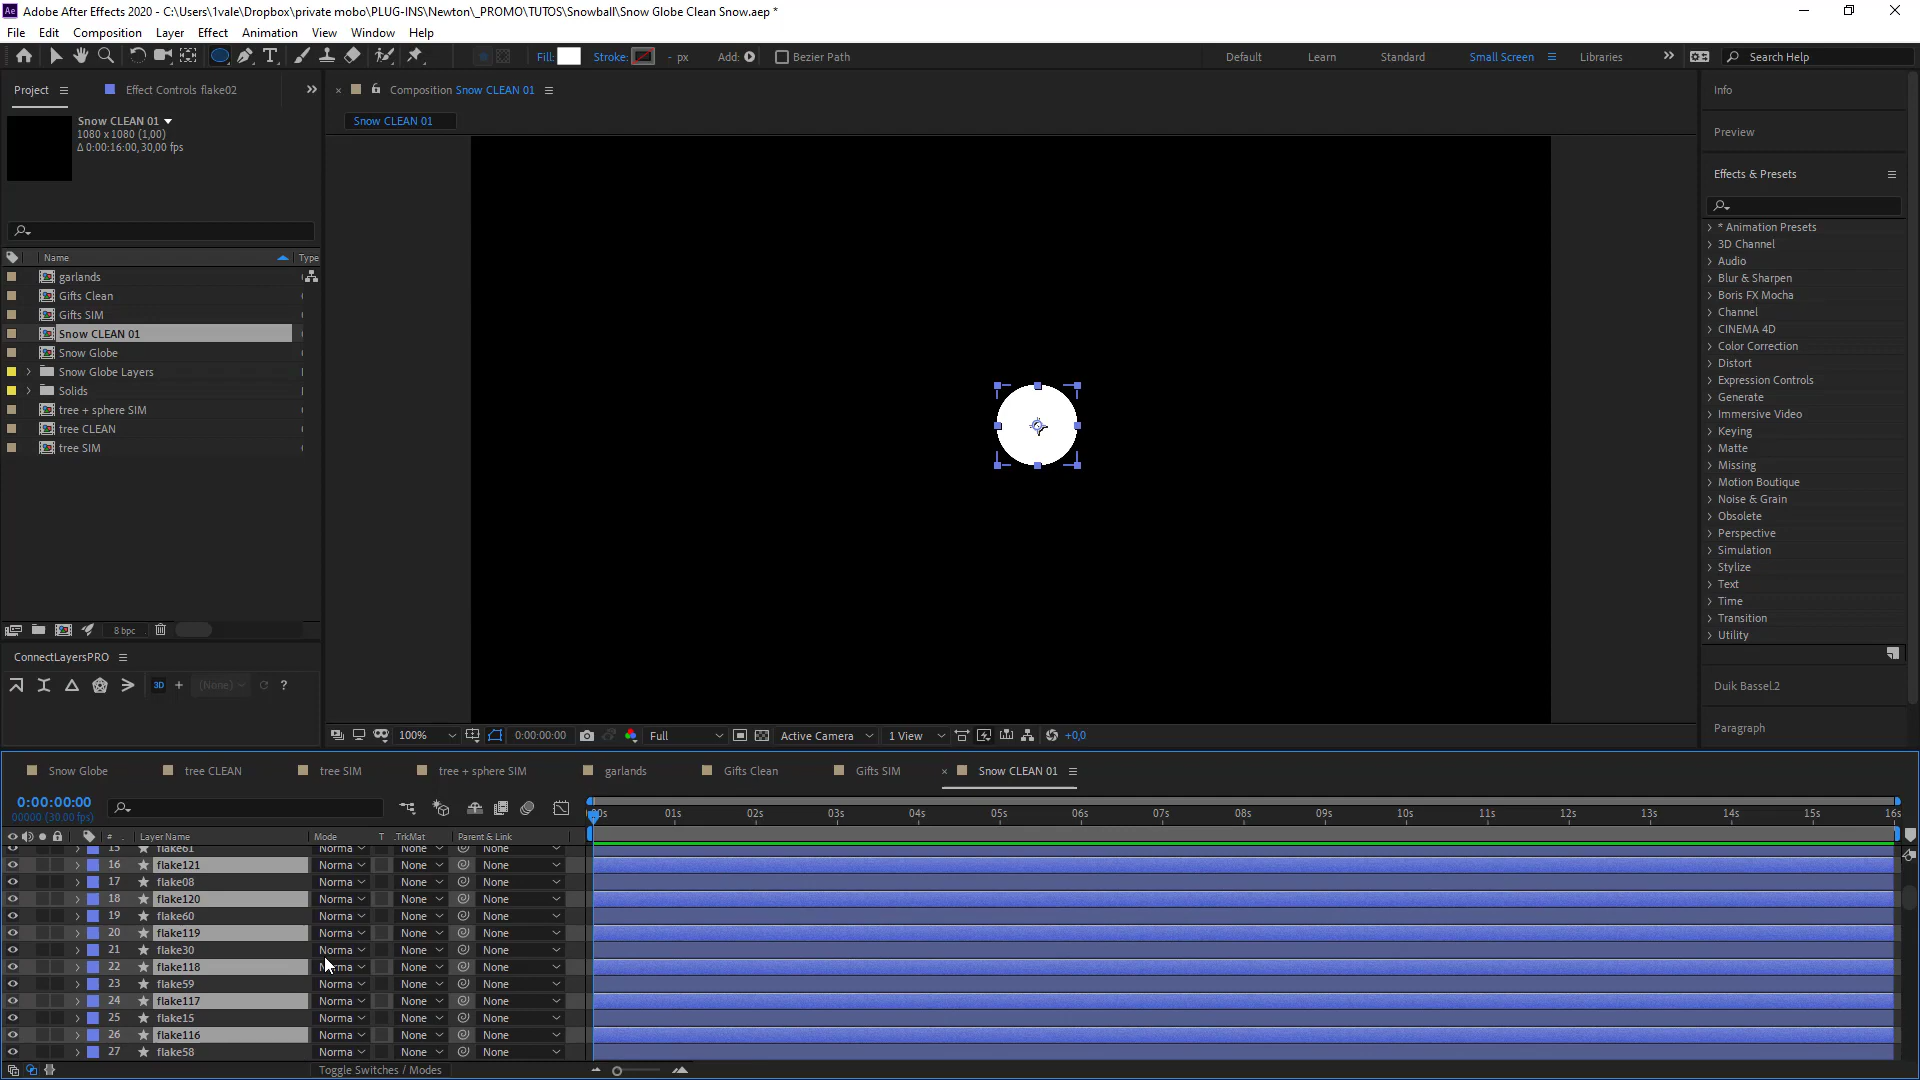 Adobe After Effects 2020 - C:\Users\1vale\Dropbox\private mobo\PLUG-INS\Newton\_PROMO\TUTOS\Snowball\Snow Globe Clean Snow.aep *
File Edit Composition Layer Effect Animation View Window Help
Fill: Stroke: - px Add: Bezier Path Default Learn Standard Small Screen Libraries Search Help
Project Effect Controls flake02
Composition Snow CLEAN 01
Snow CLEAN 01
1080 x 1080 (1,00)
Δ 0:00:16:00, 30,00 fps
Snow CLEAN 01
Name Type
garlands
Gifts Clean
Gifts SIM
Snow CLEAN 01
Snow Globe
Snow Globe Layers
Solids
tree + sphere SIM
tree CLEAN
tree SIM
8 bpc
ConnectLayersPRO
3D + (None) ?
Info
Preview
Effects & Presets
* Animation Presets
3D Channel
Audio
Blur & Sharpen
Boris FX Mocha
Channel
CINEMA 4D
Color Correction
Distort
Expression Controls
Generate
Immersive Video
Keying
Matte
Missing
Motion Boutique
Noise & Grain
Obsolete
Perspective
Simulation
Stylize
Text
Time
Transition
Utility
Duik Bassel.2
Paragraph
100% 0:00:00:00 Full Active Camera 1 View +0,0
Snow Globe tree CLEAN tree SIM tree + sphere SIM garlands Gifts Clean Gifts SIM Snow CLEAN 01
0:00:00:00
00000 (30.00 fps)
00s 01s 02s 03s 04s 05s 06s 07s 08s 09s 10s 11s 12s 13s 14s 15s 16s
# Layer Name Mode T .TrkMat Parent & Link
15 flake61 Norma None None
16 flake121 Norma None None
17 flake08 Norma None None
18 flake120 Norma None None
19 flake60 Norma None None
20 flake119 Norma None None
21 flake30 Norma None None
22 flake118 Norma None None
23 flake59 Norma None None
24 flake117 Norma None None
25 flake15 Norma None None
26 flake116 Norma None None
27 flake58 Norma None None
Toggle Switches / Modes